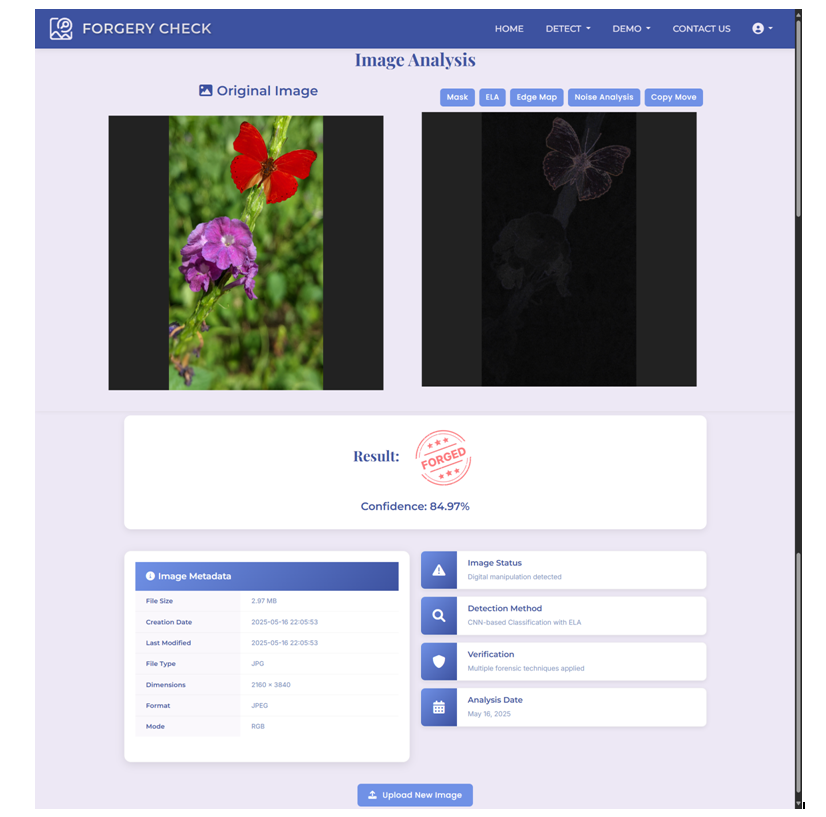 FORGERY CHECK
HOME DETECT DEMO CONTACT US
Image Analysis
Original Image
Mask ELA Edge Map Noise Analysis Copy Move
Result: FORGED
Confidence: 84.97%
Image Metadata
File Size 2.97 MB
Creation Date 2025-05-16 22:05:53
Last Modified 2025-05-16 22:05:53
File Type JPG
Dimensions 2160 × 3840
Format JPEG
Mode RGB
Image Status
Digital manipulation detected
Detection Method
CNN-based Classification with ELA
Verification
Multiple forensic techniques applied
Analysis Date
May 16, 2025
Upload New Image